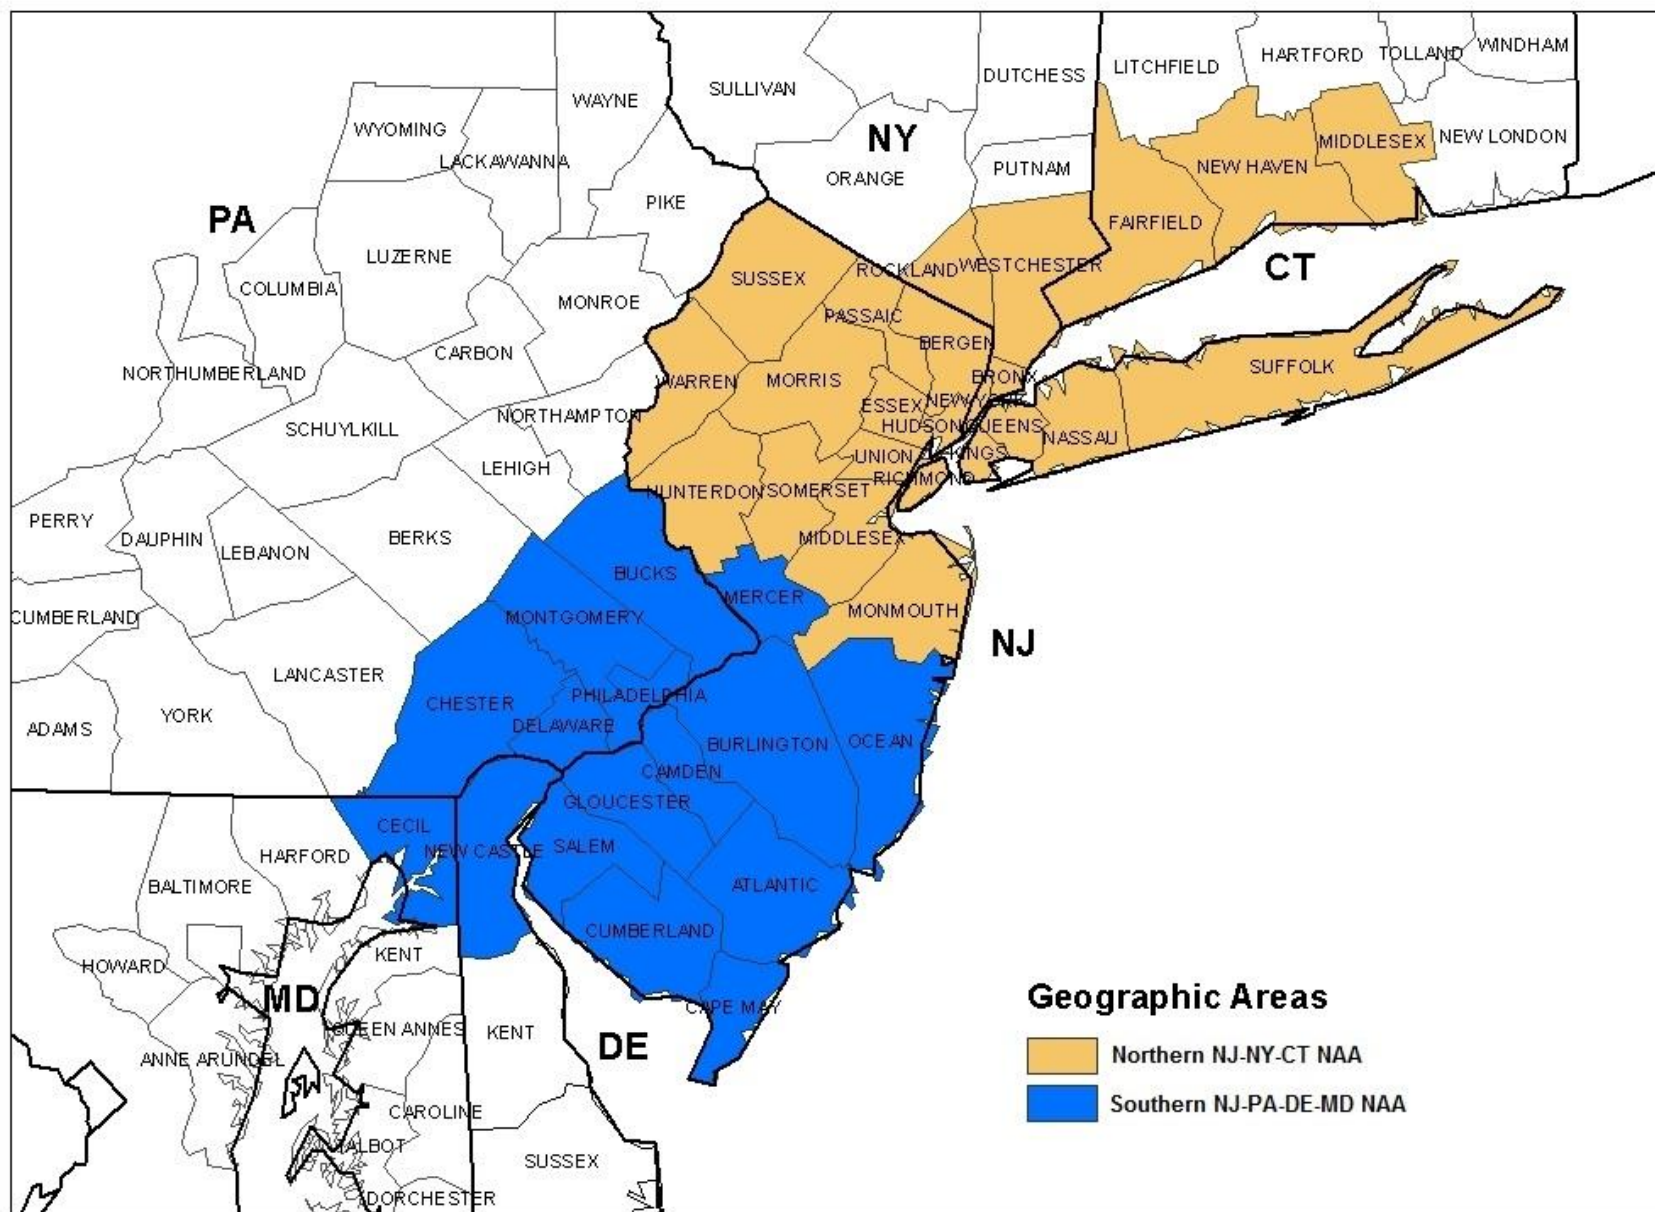 WINDHAM
HARTFORD
TOLLAND
LITCHFIELD
DUTCHESS
SULLIVAN
WAYNE
WYOMING
NY
NEW LONDON
MIDDLESEX
LACKAWANNA
NEW HAVEN
PUTNAM
ORANGE
PIKE
PA
FAIRFIELD
LUZERNE
CT
WESTCHESTER
ROCKLAND
SUSSEX
COLUMBIA
MONROE
PASSAIC
BERGEN
CARBON
SUFFOLK
NORTHUMBERLAND
BRONX
WARREN
MORRIS
NEW YORK
ESSEX
NORTHAMPTON
HUDSON
QUEENS
SCHUYLKILL
NASSAU
KINGS
UNION
LEHIGH
RICHMOND
HUNTERDON
SOMERSET
PERRY
DAUPHIN
LEBANON
BERKS
MIDDLESEX
BUCKS
MERCER
MONMOUTH
CUMBERLAND
MONTGOMERY
NJ
LANCASTER
PHILADELPHIA
CHESTER
YORK
DELAWARE
ADAMS
BURLINGTON
OCEAN
CAMDEN
GLOUCESTER
CECIL
SALEM
NEW CASTLE
HARFORD
BALTIMORE
ATLANTIC
CUMBERLAND
KENT
HOWARD
MD
CAPE MAY
QUEEN ANNES
KENT
DE
ANNE ARUNDEL
CAROLINE
TALBOT
SUSSEX
DORCHESTER
Geographic Areas
Northern NJ-NY-CT NAA
Southern NJ-PA-DE-MD NAA